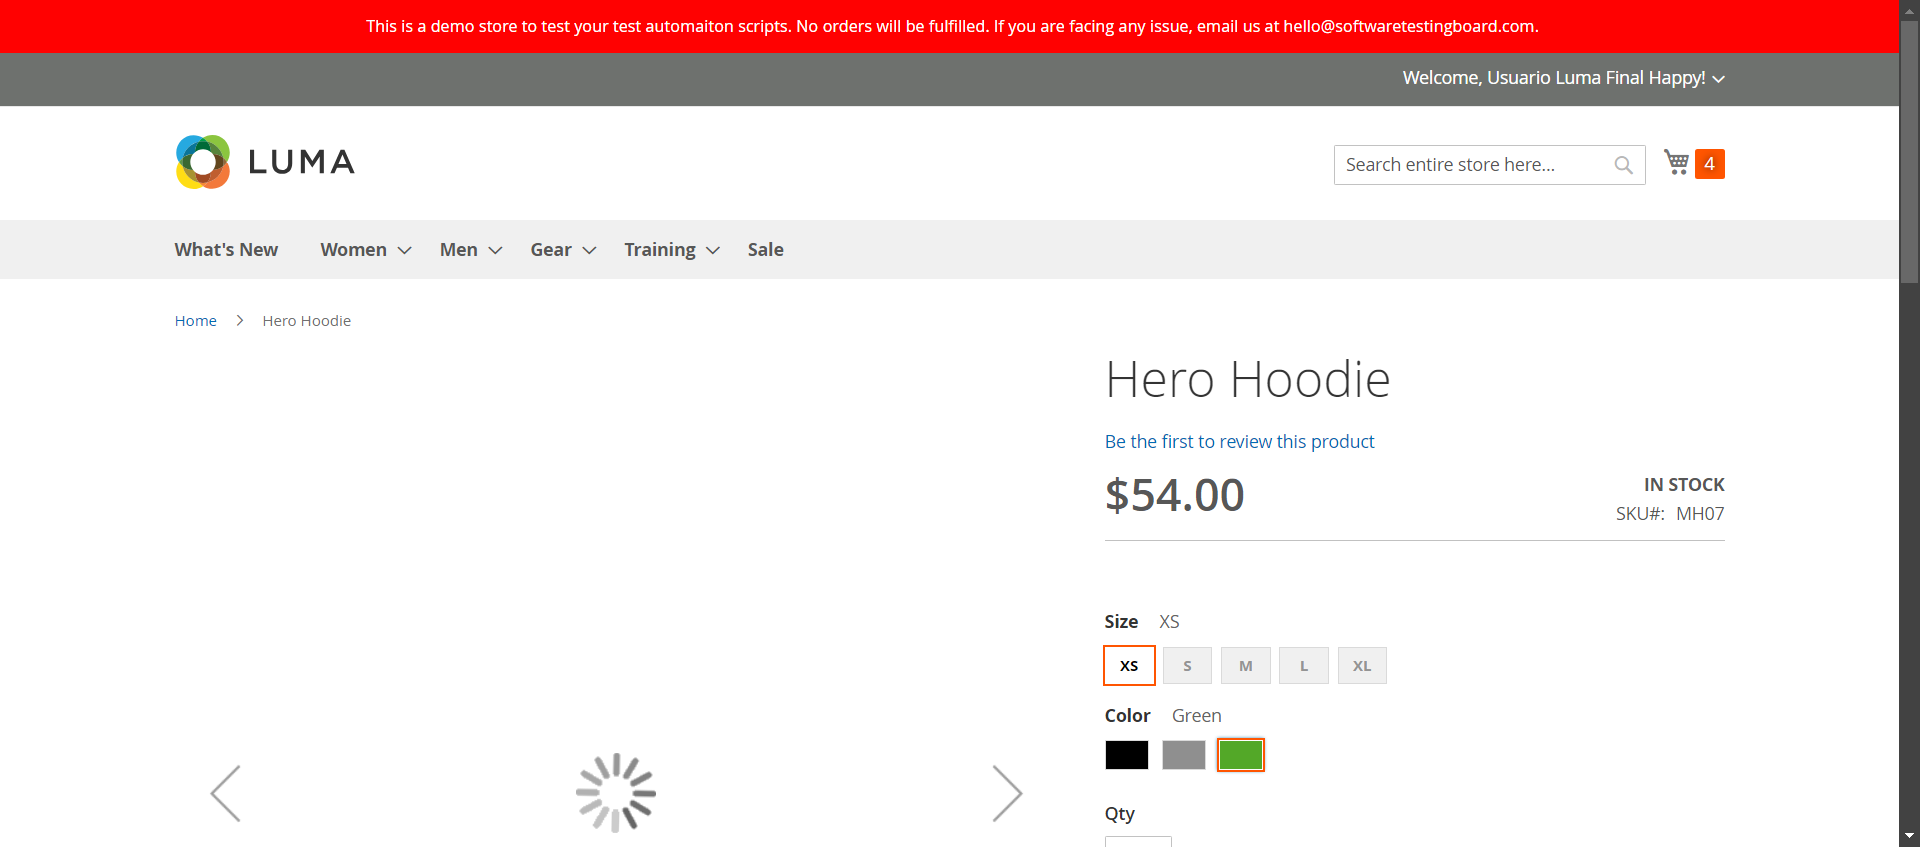 This is a demo store to test your test automaiton scripts. No orders will be fulfilled. If you are facing any issue, email us at hello@softwaretestingboard.com.
Welcome, Usuario Luma Final Happy!
LUMA
Search entire store here...
4
What's New Women Men Gear Training Sale
Home Hero Hoodie
Hero Hoodie
Be the first to review this product
$54.00
IN STOCK
SKU#: MH07
Size XS
XS S M L XL
Color Green
Qty